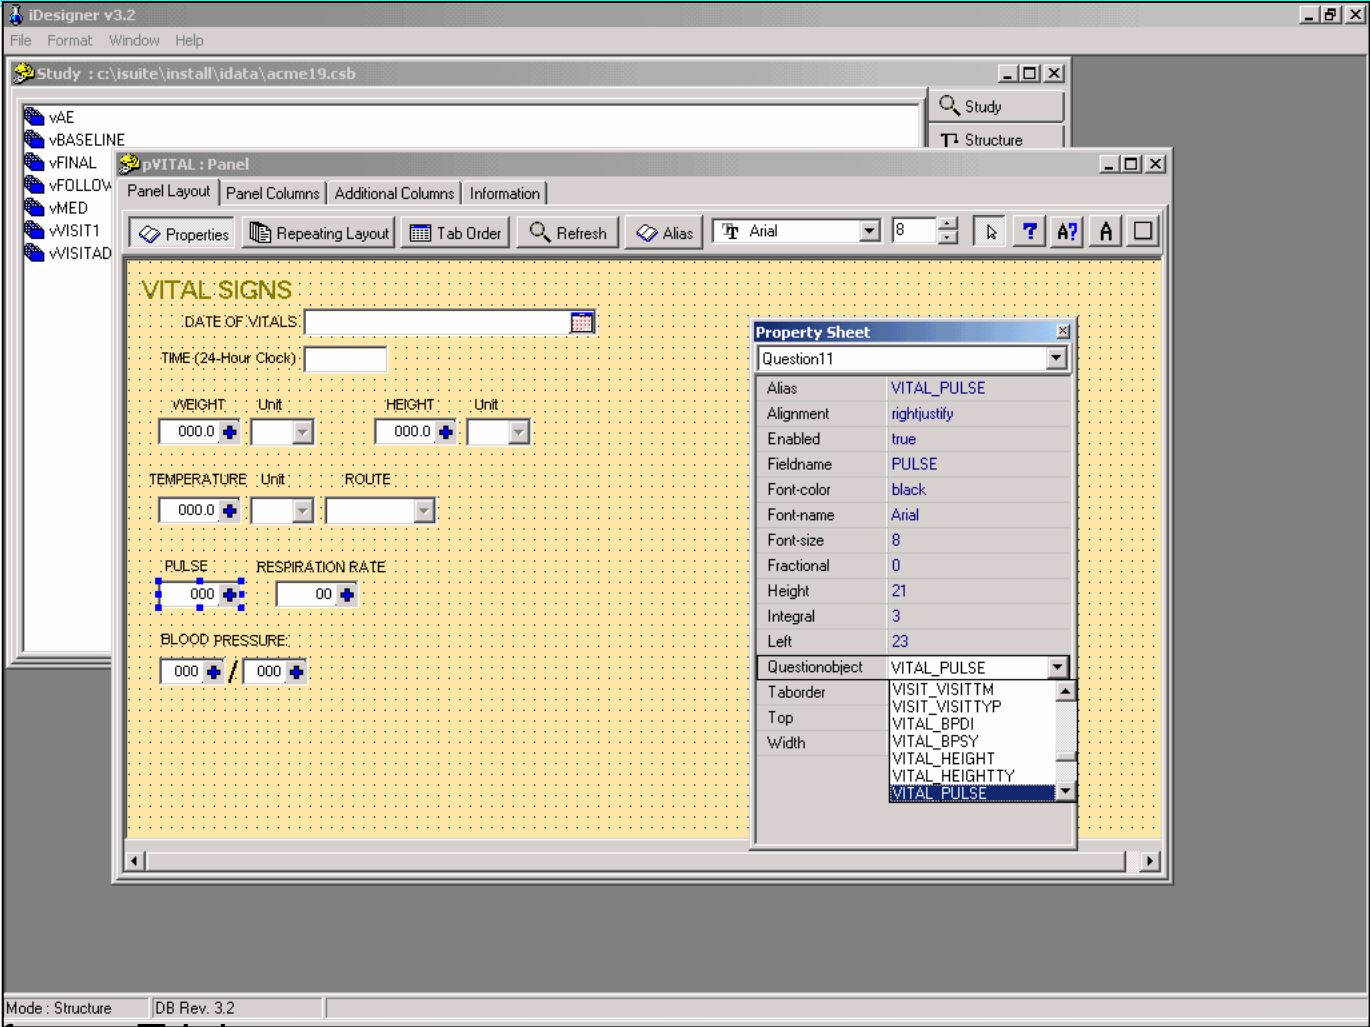 iDesigner v3.2
File Format Window Help
Study : c:\isuite\install\idata\acme19.csb
Study
Structure
vAE
vBASELINE
vFINAL
vFOLLOW
vMED
vVISIT1
vVISITAD
pVITAL : Panel
Panel Layout Panel Columns Additional Columns Information
Properties Repeating Layout Tab Order Refresh Alias Arial 8 ? A? A
VITAL SIGNS
DATE OF VITALS:
TIME (24-Hour Clock)
WEIGHT Unit HEIGHT Unit
000.0 000.0
TEMPERATURE Unit ROUTE
000.0
PULSE RESPIRATION RATE
000 00
BLOOD PRESSURE:
000 / 000
Property Sheet
Question11
Alias VITAL_PULSE
Alignment rightjustify
Enabled true
Fieldname PULSE
Font-color black
Font-name Arial
Font-size 8
Fractional 0
Height 21
Integral 3
Left 23
Questionobject VITAL_PULSE
Taborder
Top
Width
VISIT_VISITTM
VISIT_VISITTYP
VITAL_BPDI
VITAL_BPSY
VITAL_HEIGHT
VITAL_HEIGHTTY
VITAL_PULSE
Mode : Structure DB Rev. 3.2